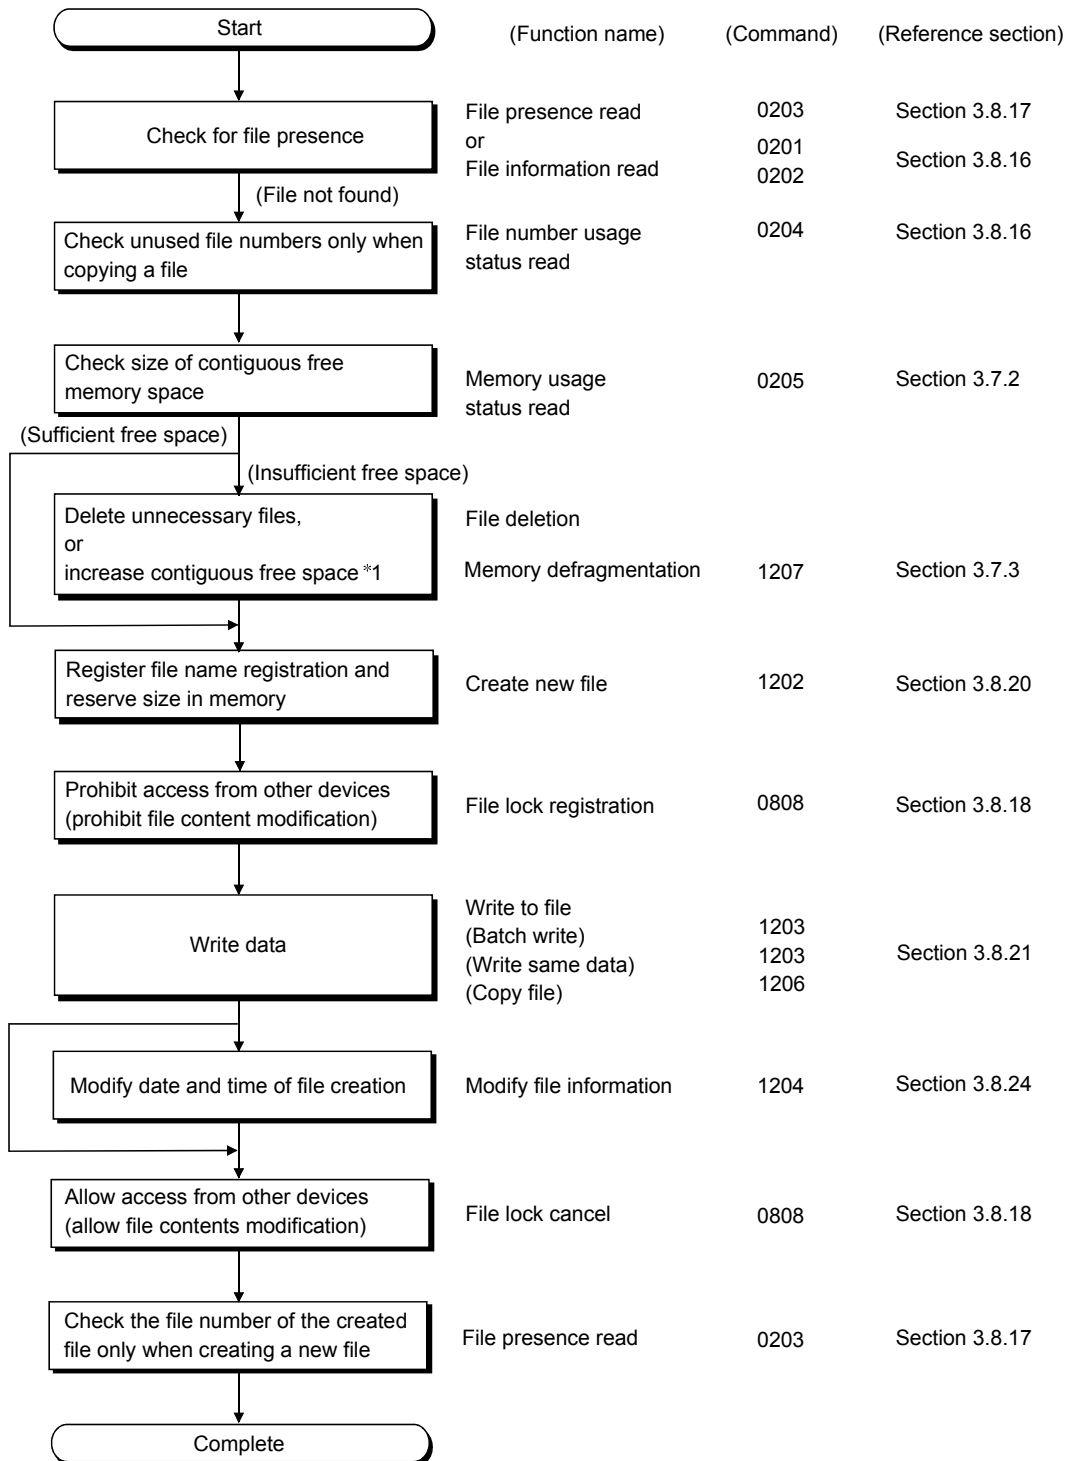 Start
(Function name) (Command) (Reference section)
Check for file presence
File presence read 0203 Section 3.8.17
or 0201
File information read 0202 Section 3.8.16
(File not found)
Check unused file numbers only when
copying a file
File number usage 0204 Section 3.8.16
status read
Check size of contiguous free
memory space
Memory usage 0205 Section 3.7.2
status read
(Sufficient free space)
(Insufficient free space)
Delete unnecessary files,
or
increase contiguous free space *1
File deletion
Memory defragmentation 1207 Section 3.7.3
Register file name registration and
reserve size in memory
Create new file 1202 Section 3.8.20
Prohibit access from other devices
(prohibit file content modification)
File lock registration 0808 Section 3.8.18
Write data
Write to file
(Batch write) 1203
(Write same data) 1203 Section 3.8.21
(Copy file) 1206
Modify date and time of file creation
Modify file information 1204 Section 3.8.24
Allow access from other devices
(allow file contents modification)
File lock cancel 0808 Section 3.8.18
Check the file number of the created
file only when creating a new file
File presence read 0203 Section 3.8.17
Complete